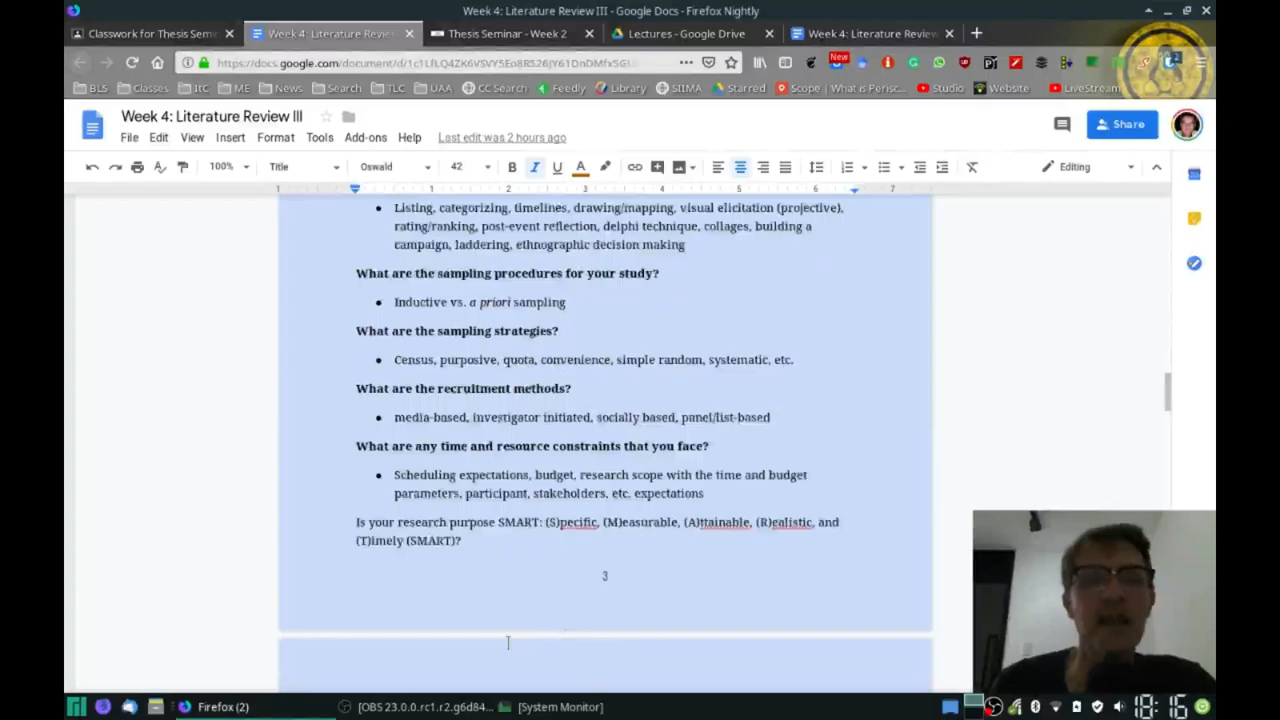 Week 4: Literature Review III - Google Docs - Firefox Nightly
Classwork for Thesis Semin
Week 4: Literature Review
Thesis Seminar - Week 2
Lectures - Google Drive
Week 4: Literature Review
New
BLS Classes ITC ME News Search TLC UAA CC Search Feedly Library SIIMA Starred Scope | What is Perisc... Studio Website LiveStream
Week 4: Literature Review III
File Edit View Insert Format Tools Add-ons Help Last edit was 2 hours ago
Share
100% Title Oswald 42 B I U A Editing
1 1 2 3 4 5 6 7
Listing, categorizing, timelines, drawing/mapping, visual elicitation (projective),
rating/ranking, post-event reflection, delphi technique, collages, building a
campaign, laddering, ethnographic decision making
What are the sampling procedures for your study?
Inductive vs. a priori sampling
What are the sampling strategies?
Census, purposive, quota, convenience, simple random, systematic, etc.
What are the recruitment methods?
media-based, investigator initiated, socially based, panel/list-based
What are any time and resource constraints that you face?
Scheduling expectations, budget, research scope with the time and budget
parameters, participant, stakeholders, etc. expectations
Is your research purpose SMART: (S)pecific, (M)easurable, (A)ttainable, (R)ealistic, and
(T)imely (SMART)?
3
Firefox (2)
[OBS 23.0.0.rc1.r2.g6d84...
[System Monitor]
18:16